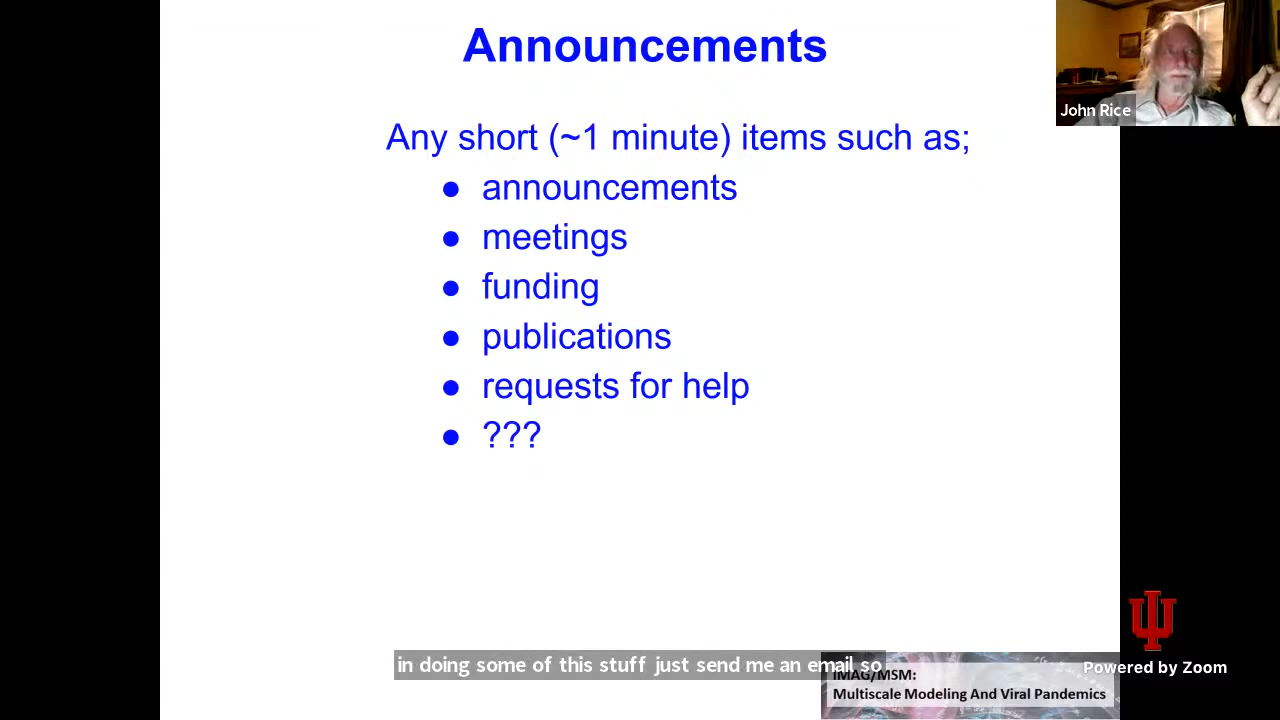 Announcements
John Rice
Any short (~1 minute) items such as;
● announcements
● meetings
● funding
● publications
● requests for help
● ???
in doing some of this stuff just send me an email so
IMAG/MSM:
Multiscale Modeling And Viral Pandemics
Powered by Zoom